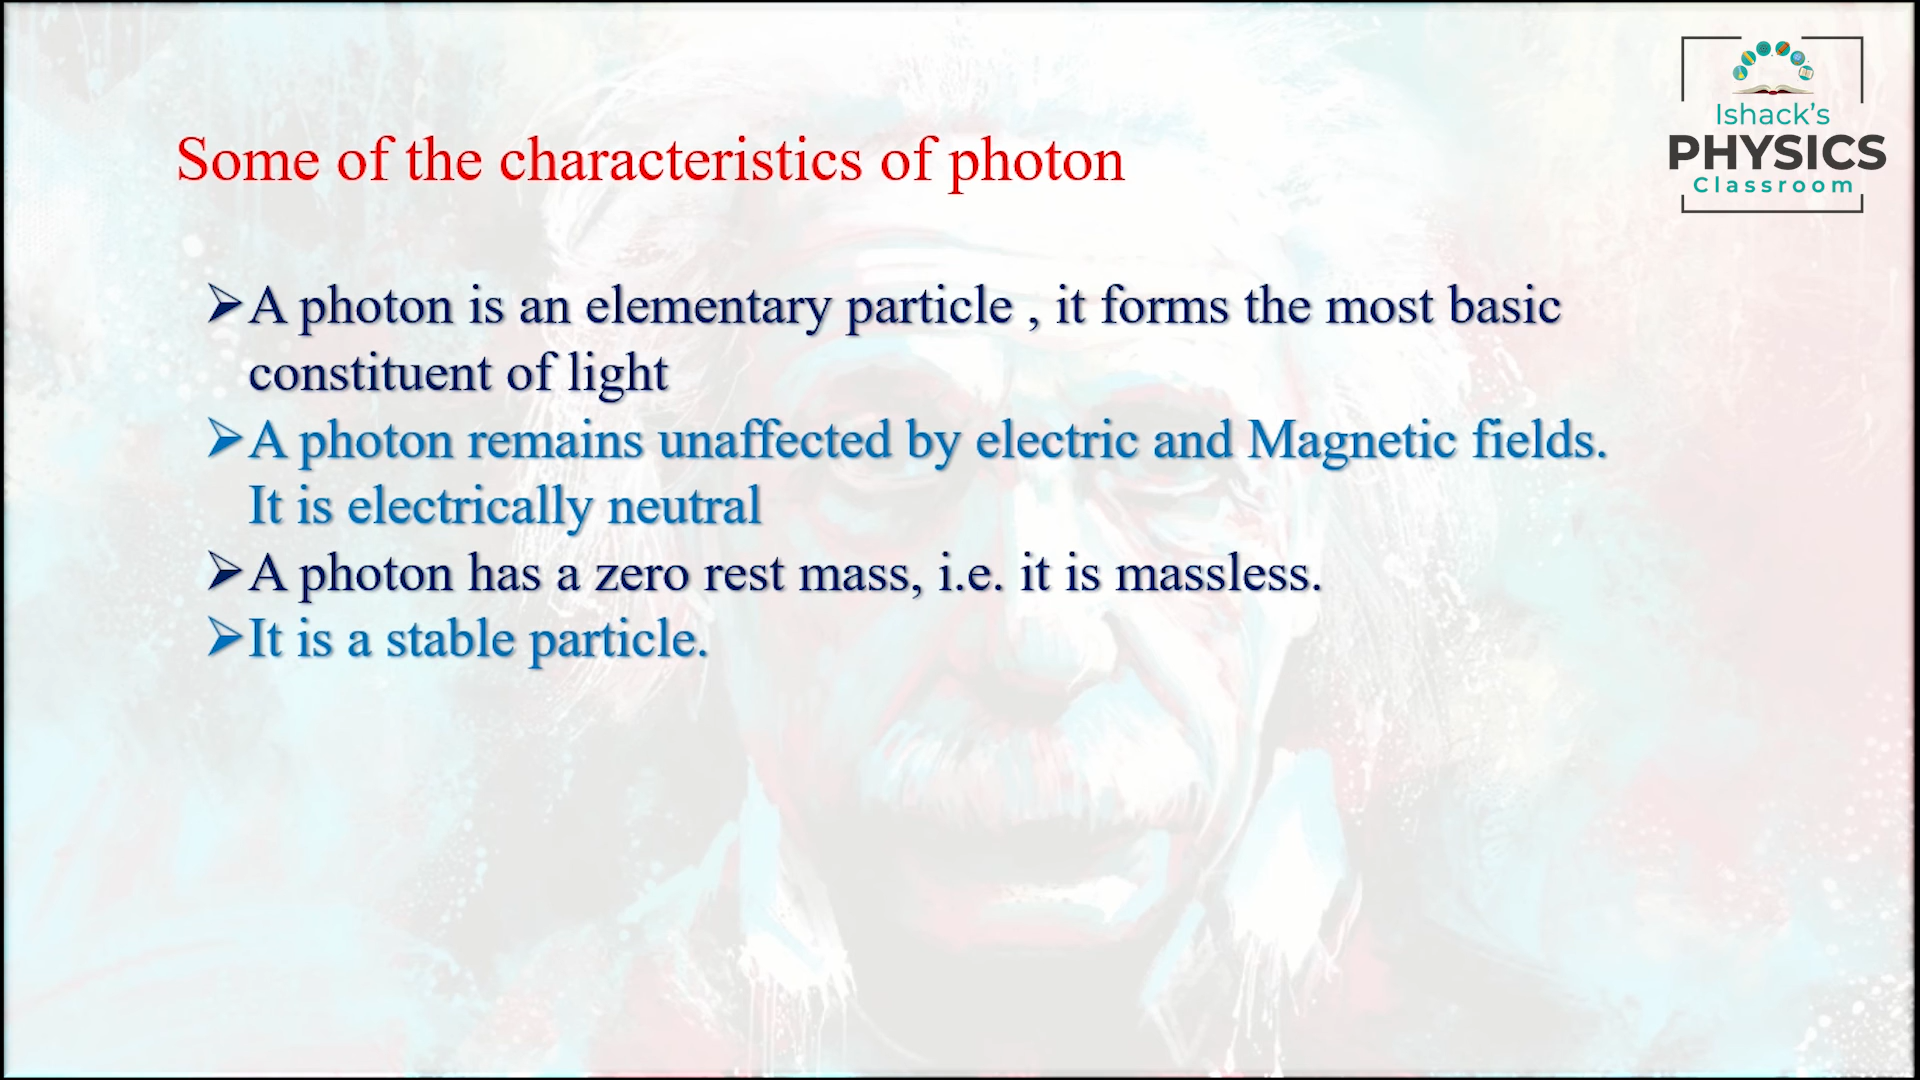 Ishack's
PHYSICS
Classroom
Some of the characteristics of photon
➢A photon is an elementary particle , it forms the most basic
constituent of light
➢A photon remains unaffected by electric and Magnetic fields.
It is electrically neutral
➢A photon has a zero rest mass, i.e. it is massless.
➢It is a stable particle.